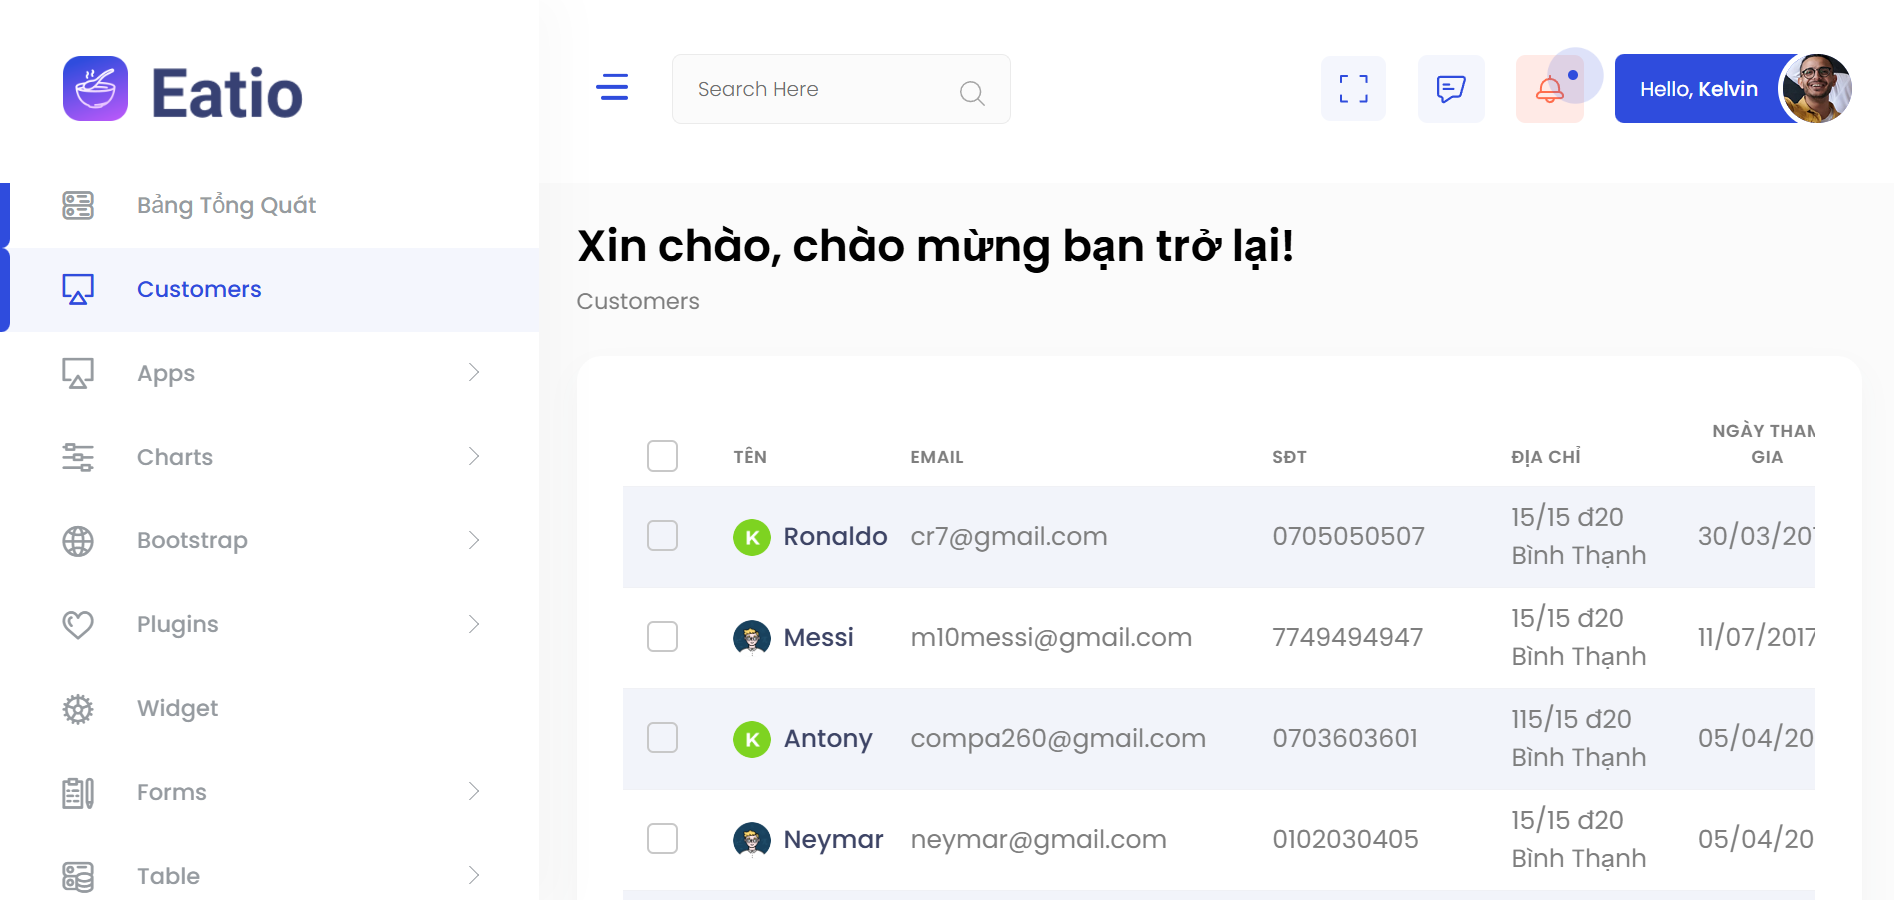 Eatio
Search Here
Hello, Kelvin
Bảng Tổng Quát
Customers
Apps
Charts
Bootstrap
Plugins
Widget
Forms
Table
Xin chào, chào mừng bạn trở lại!
Customers
TÊN
EMAIL
SĐT
ĐỊA CHỈ
NGÀY THAM
GIA
K
Ronaldo
cr7@gmail.com
0705050507
15/15 đ20
Bình Thạnh
30/03/201
Messi
m10messi@gmail.com
7749494947
15/15 đ20
Bình Thạnh
11/07/2017
K
Antony
compa260@gmail.com
0703603601
115/15 đ20
Bình Thạnh
05/04/20
Neymar
neymar@gmail.com
0102030405
15/15 đ20
Bình Thạnh
05/04/20